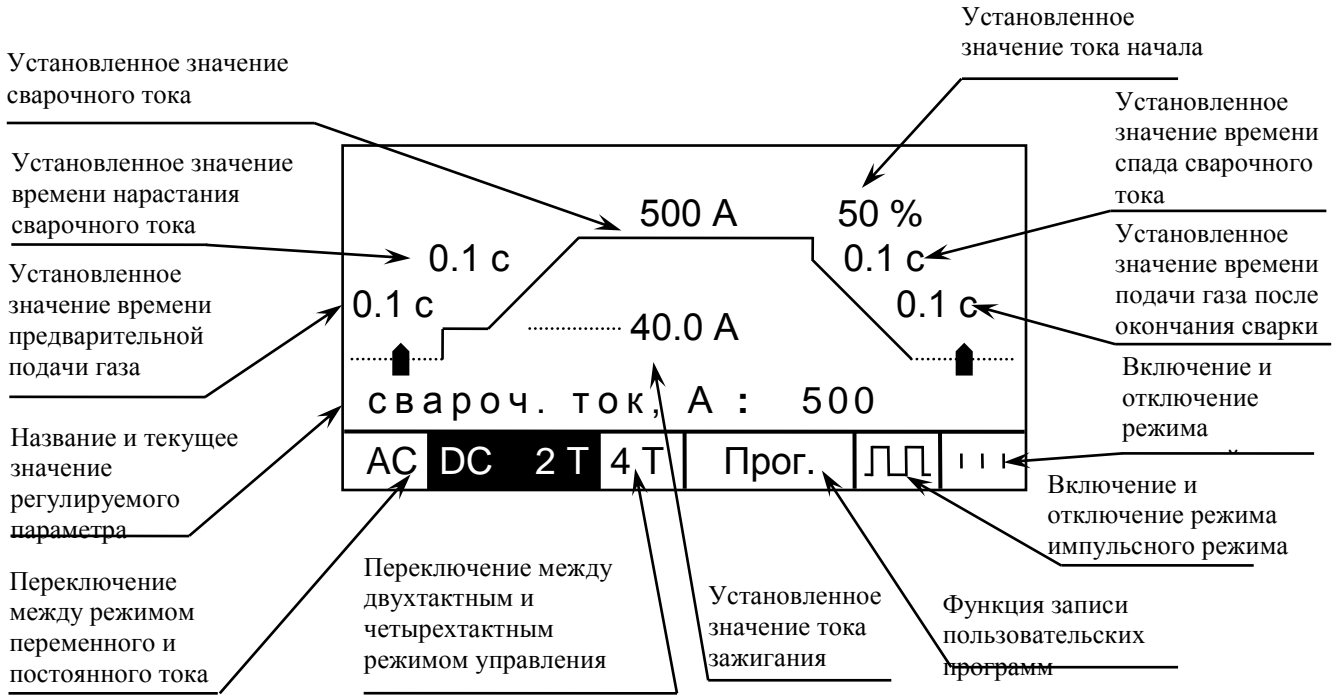 Установленное
значение тока начала
Установленное значение
сварочного тока
Установленное
значение времени
спада сварочного
тока
Установленное значение
времени нарастания
сварочного тока
500 А
50 %
0.1 с
0.1 с
Установленное
значение времени
подачи газа после
окончания сварки
Установленное
значение времени
предварительной
подачи газа
0.1 с
0.1 с
40.0 А
Включение и
отключение
режима
свароч. ток, А : 500
Название и текущее
значение
регулируемого
параметра
AC DC 2 T 4 T Прог.
Включение и
отключение режима
импульсного режима
Переключение
между режимом
переменного и
постоянного тока
Переключение между
двухтактным и
четырехтактным
режимом управления
Установленное
значение тока
зажигания
Функция записи
пользовательских
программ